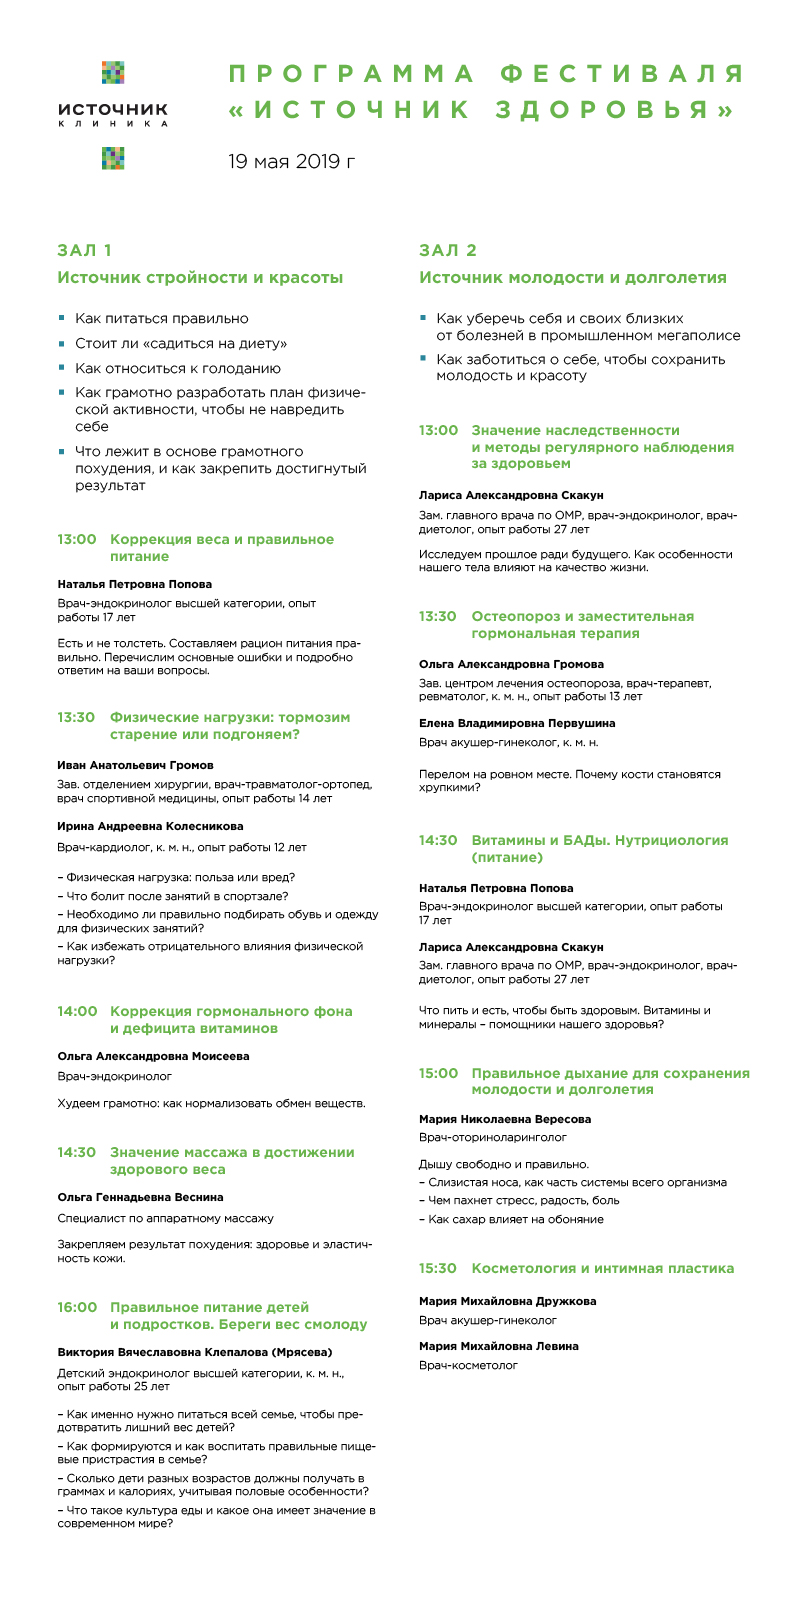 ИСТОЧНИК
КЛИНИКА
ПРОГРАММА ФЕСТИВАЛЯ
«ИСТОЧНИК ЗДОРОВЬЯ»
19 мая 2019 г
ЗАЛ 1
Источник стройности и красоты
▪ Как питаться правильно
▪ Стоит ли «садиться на диету»
▪ Как относиться к голоданию
▪ Как грамотно разработать план физиче-
ской активности, чтобы не навредить
себе
▪ Что лежит в основе грамотного
похудения, и как закрепить достигнутый
результат
13:00 Коррекция веса и правильное
питание
Наталья Петровна Попова
Врач-эндокринолог высшей категории, опыт
работы 17 лет
Есть и не толстеть. Составляем рацион питания пра-
вильно. Перечислим основные ошибки и подробно
ответим на ваши вопросы.
13:30 Физические нагрузки: тормозим
старение или подгоняем?
Иван Анатольевич Громов
Зав. отделением хирургии, врач-травматолог-ортопед,
врач спортивной медицины, опыт работы 14 лет
Ирина Андреевна Колесникова
Врач-кардиолог, к. м. н., опыт работы 12 лет
– Физическая нагрузка: польза или вред?
– Что болит после занятий в спортзале?
– Необходимо ли правильно подбирать обувь и одежду
для физических занятий?
– Как избежать отрицательного влияния физической
нагрузки?
14:00 Коррекция гормонального фона
и дефицита витаминов
Ольга Александровна Моисеева
Врач-эндокринолог
Худеем грамотно: как нормализовать обмен веществ.
14:30 Значение массажа в достижении
здорового веса
Ольга Геннадьевна Веснина
Специалист по аппаратному массажу
Закрепляем результат похудения: здоровье и эластич-
ность кожи.
16:00 Правильное питание детей
и подростков. Береги вес смолоду
Виктория Вячеславовна Клепалова (Мрясева)
Детский эндокринолог высшей категории, к. м. н.,
опыт работы 25 лет
– Как именно нужно питаться всей семье, чтобы пре-
дотвратить лишний вес детей?
– Как формируются и как воспитать правильные пище-
вые пристрастия в семье?
– Сколько дети разных возрастов должны получать в
граммах и калориях, учитывая половые особенности?
– Что такое культура еды и какое она имеет значение в
современном мире?
ЗАЛ 2
Источник молодости и долголетия
▪ Как уберечь себя и своих близких
от болезней в промышленном мегаполисе
▪ Как заботиться о себе, чтобы сохранить
молодость и красоту
13:00 Значение наследственности
и методы регулярного наблюдения
за здоровьем
Лариса Александровна Скакун
Зам. главного врача по ОМР, врач-эндокринолог, врач-
диетолог, опыт работы 27 лет
Исследуем прошлое ради будущего. Как особенности
нашего тела влияют на качество жизни.
13:30 Остеопороз и заместительная
гормональная терапия
Ольга Александровна Громова
Зав. центром лечения остеопороза, врач-терапевт,
ревматолог, к. м. н., опыт работы 13 лет
Елена Владимировна Первушина
Врач акушер-гинеколог, к. м. н.
Перелом на ровном месте. Почему кости становятся
хрупкими?
14:30 Витамины и БАДы. Нутрициология
(питание)
Наталья Петровна Попова
Врач-эндокринолог высшей категории, опыт работы
17 лет
Лариса Александровна Скакун
Зам. главного врача по ОМР, врач-эндокринолог, врач-
диетолог, опыт работы 27 лет
Что пить и есть, чтобы быть здоровым. Витамины и
минералы – помощники нашего здоровья?
15:00 Правильное дыхание для сохранения
молодости и долголетия
Мария Николаевна Вересова
Врач-оториноларинголог
Дышу свободно и правильно.
– Слизистая носа, как часть системы всего организма
– Чем пахнет стресс, радость, боль
– Как сахар влияет на обоняние
15:30 Косметология и интимная пластика
Мария Михайловна Дружкова
Врач акушер-гинеколог
Мария Михайловна Левина
Врач-косметолог